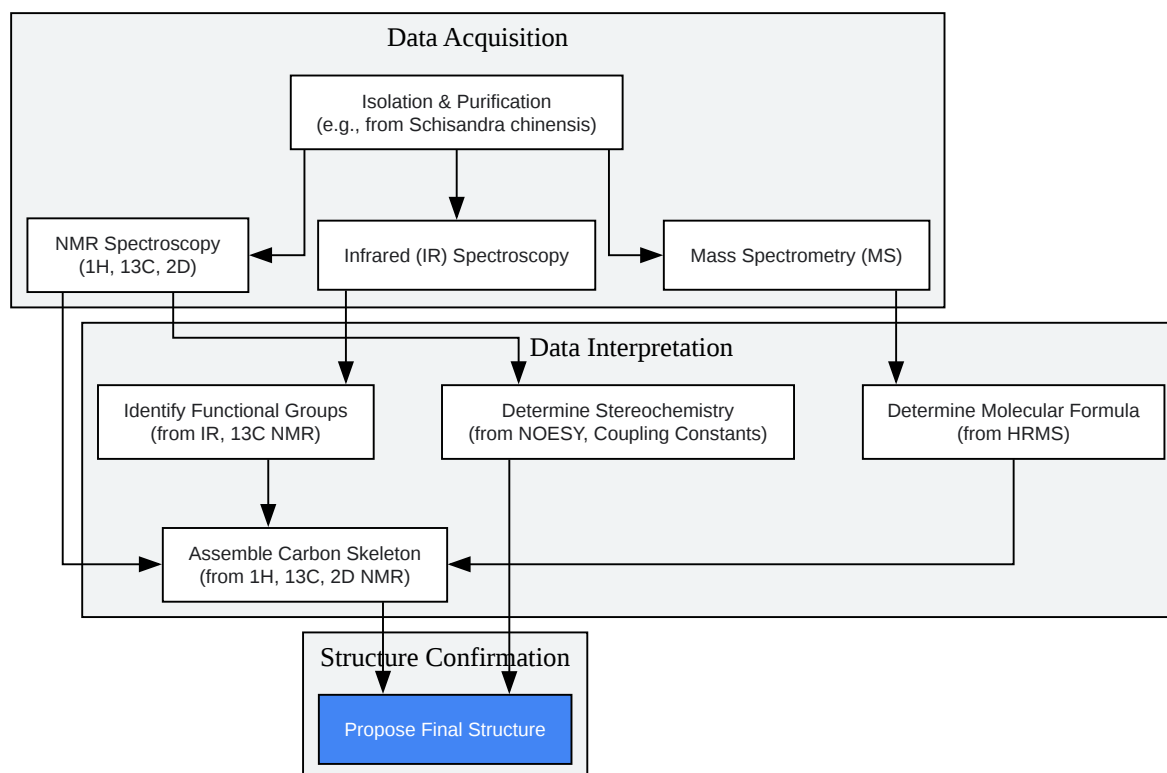 Data Acquisition
Isolation & Purification
(e.g., from Schisandra chinensis)
NMR Spectroscopy
(1H, 13C, 2D)
Infrared (IR) Spectroscopy
Mass Spectrometry (MS)
Data Interpretation
Identify Functional Groups
(from IR, 13C NMR)
Determine Stereochemistry
(from NOESY, Coupling Constants)
Determine Molecular Formula
(from HRMS)
Assemble Carbon Skeleton
(from 1H, 13C, 2D NMR)
Structure Confirmation
Propose Final Structure